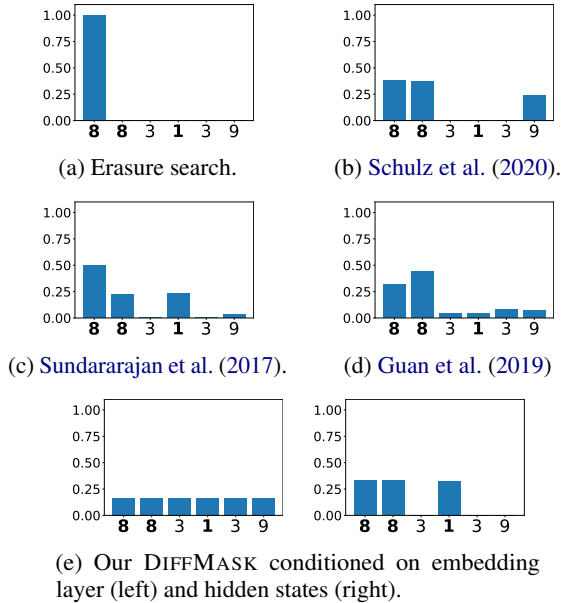 1.00
0.75
0.50
0.25
0.00
8 8 3 1 3 9
(a) Erasure search.
1.00
0.75
0.50
0.25
0.00
8 8 3 1 3 9
(b) Schulz et al. (2020).
1.00
0.75
0.50
0.25
0.00
8 8 3 1 3 9
(c) Sundararajan et al. (2017).
1.00
0.75
0.50
0.25
0.00
8 8 3 1 3 9
(d) Guan et al. (2019)
1.00
0.75
0.50
0.25
0.00
8 8 3 1 3 9
1.00
0.75
0.50
0.25
0.00
8 8 3 1 3 9
(e) Our DIFFMASK conditioned on embedding
layer (left) and hidden states (right).